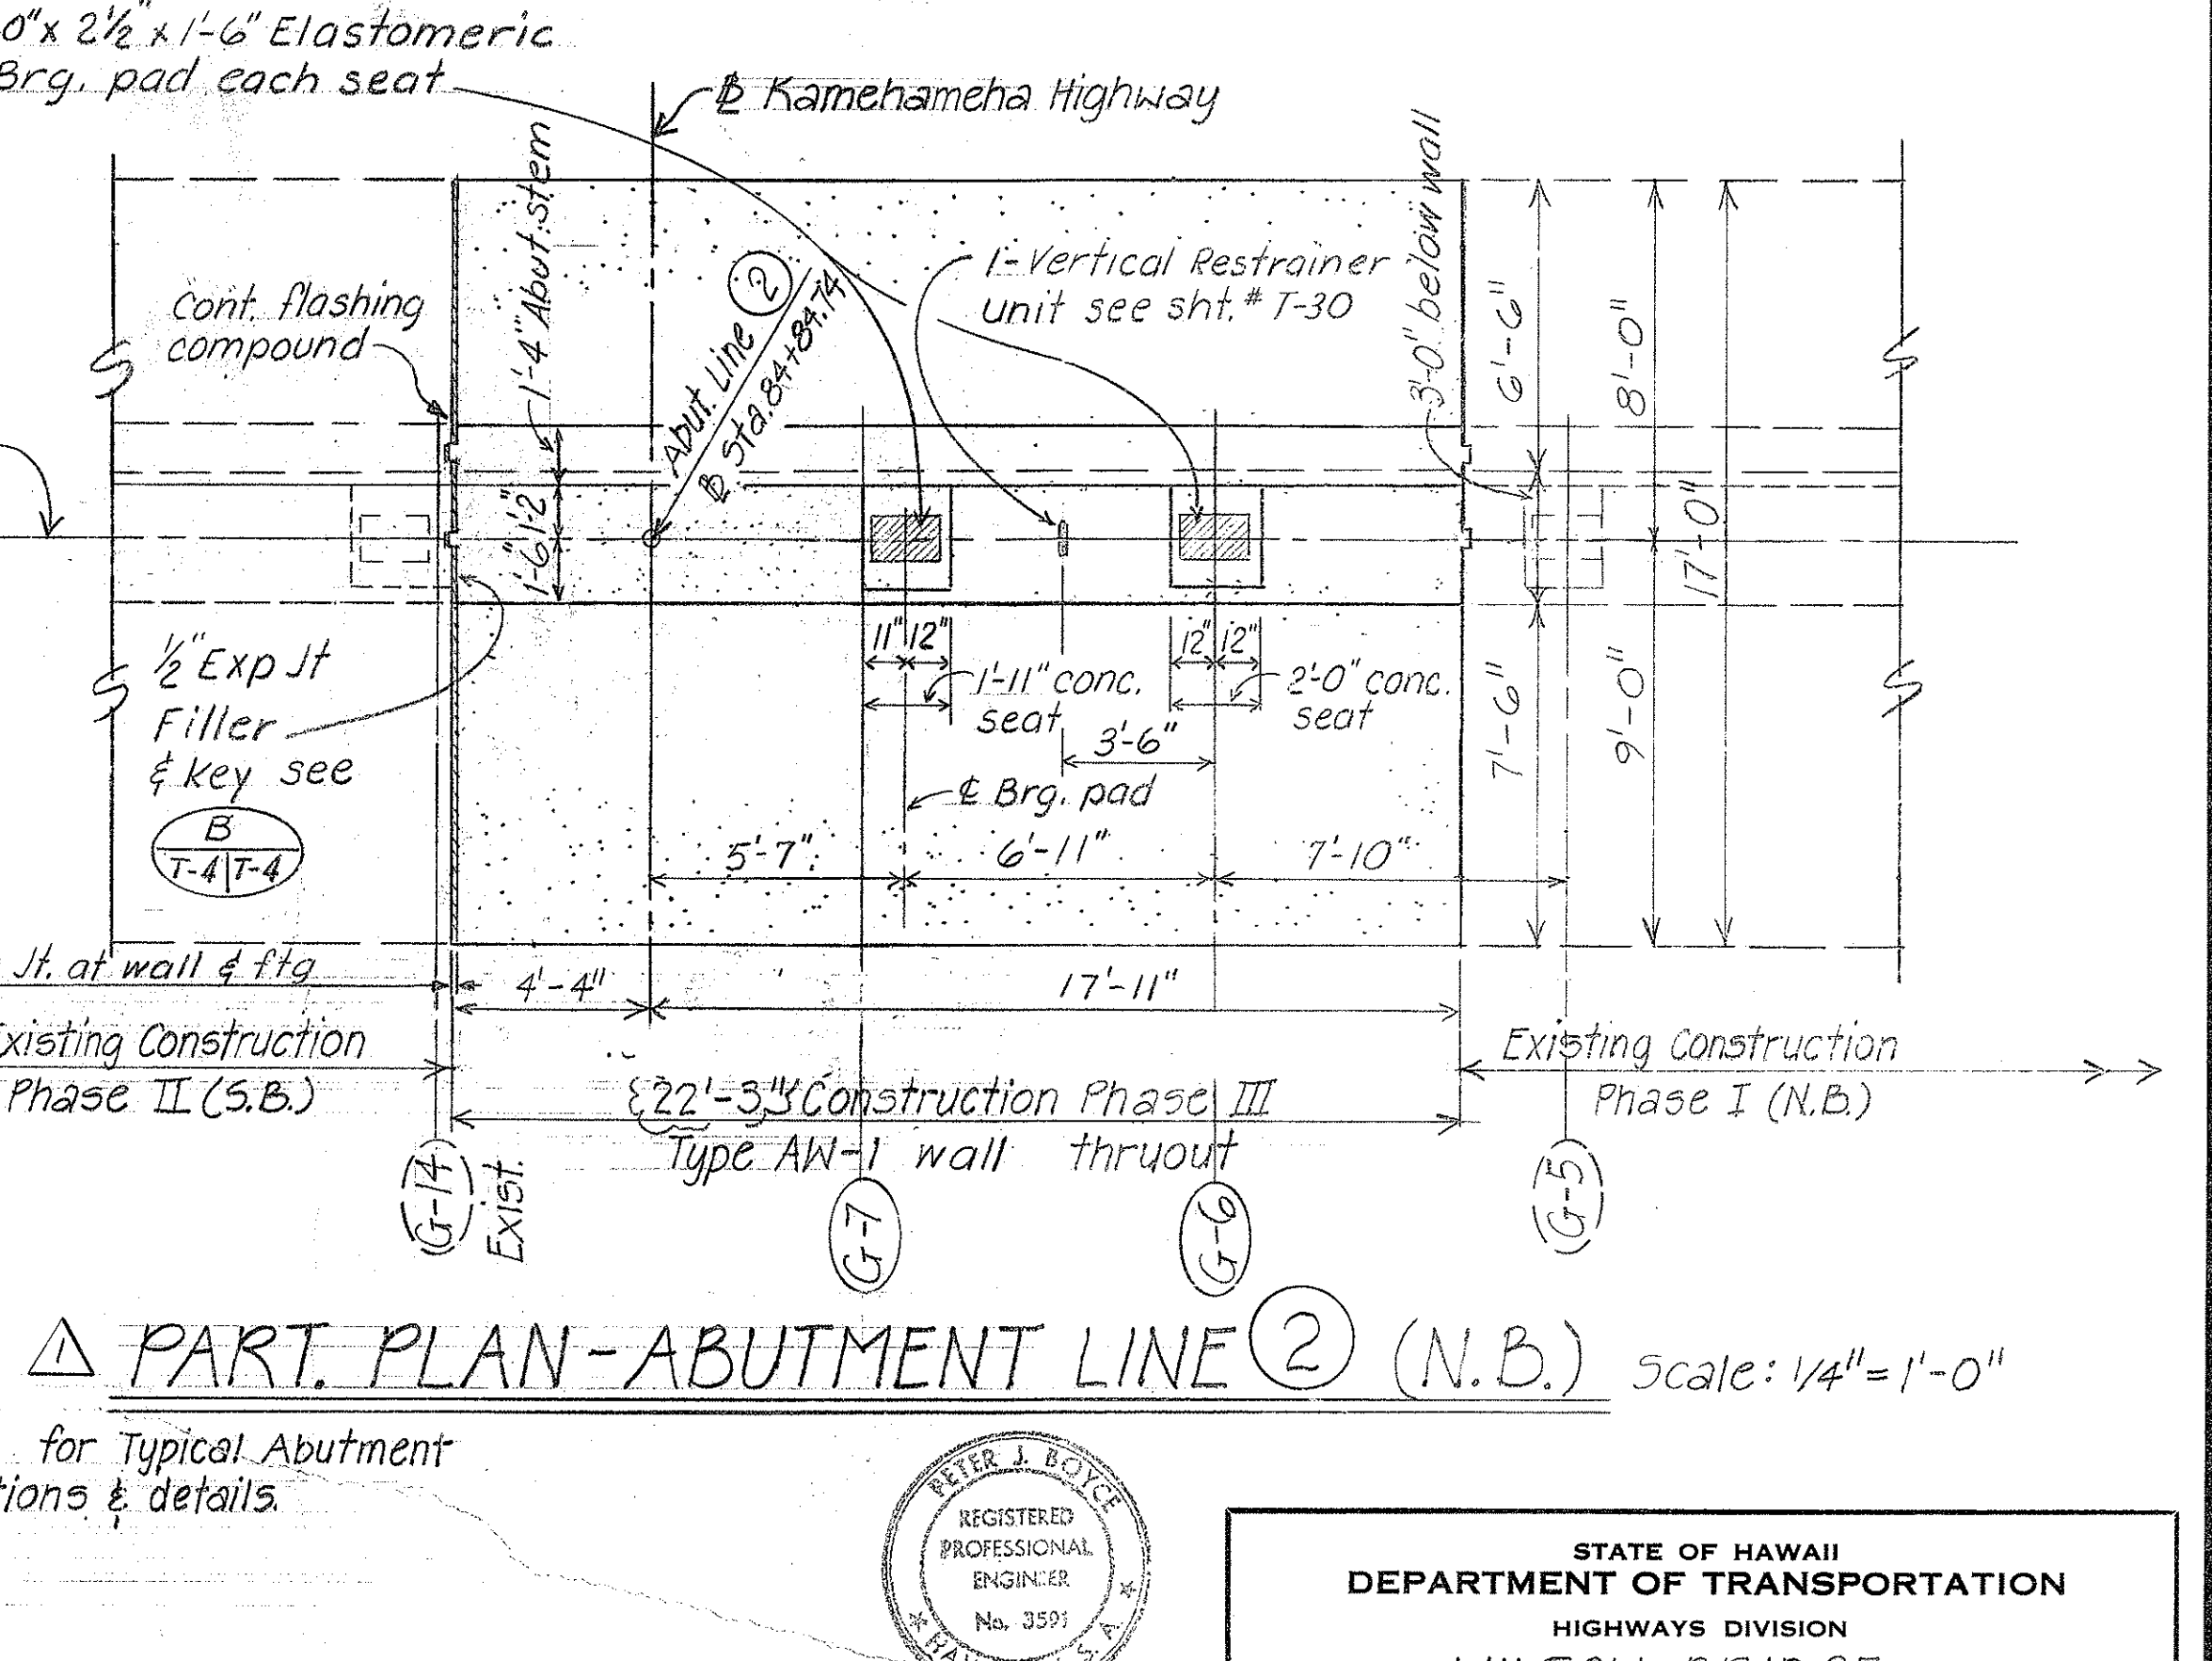 0"x 2½"x 1'-6" Elastomeric
Brg. pad each seat
℄ Kamehameha Highway
1'-4" Abut. stem
3'-0" below wall
1-Vertical Restrainer
unit see sht. # T-30
Cont. flashing
compound
Abut. Line 2
Sta. 84+84.74
6'-6"
8'-0"
1'-2"
1'-6"
17'-0"
½" Exp Jt
Filler
& key see
B
T-4 T-4
11" 12"
12" 12"
1'-11" conc.
seat
2'-0" conc.
seat
3'-6"
7'-6"
9'-0"
℄ Brg. pad
5'-7"
6'-11"
7'-10"
Jt. at wall & ftg
4'-4"
17'-11"
Existing Construction
Phase II (S.B.)
22'-3" Construction Phase III
Type AW-1 wall thruout
Existing Construction
Phase I (N.B.)
G-14
Exist.
G-7
G-6
G-5
1 PART. PLAN - ABUTMENT LINE 2 (N.B.) Scale: 1/4" = 1'-0"
for Typical Abutment
tions & details.
PETER J. BOYCE
REGISTERED
PROFESSIONAL
ENGINEER
No. 3591
STATE OF HAWAII
DEPARTMENT OF TRANSPORTATION
HIGHWAYS DIVISION